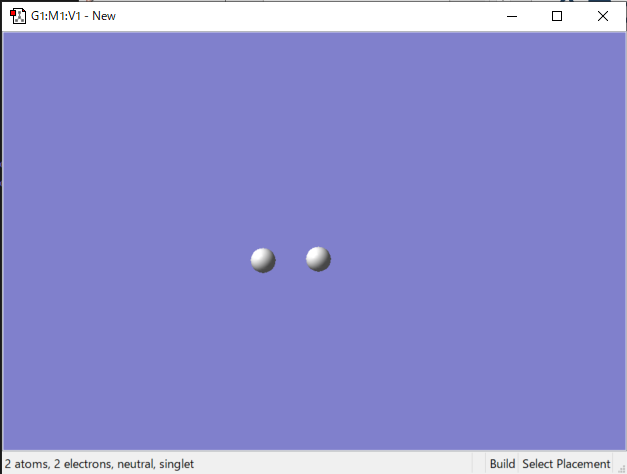 G1:M1:V1 - New
2 atoms, 2 electrons, neutral, singlet
Build
Select Placement